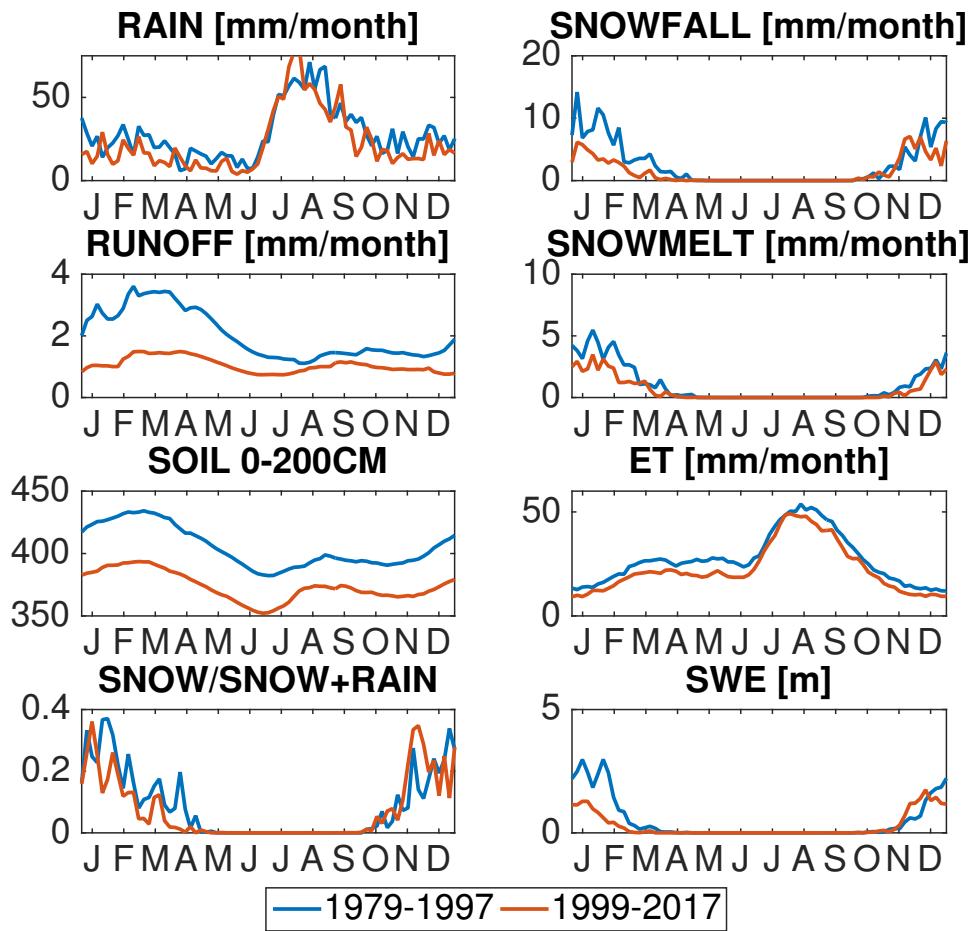 RAIN [mm/month]
50
0
J F M A M J J A S O N D
SNOWFALL [mm/month]
20
10
0
J F M A M J J A S O N D
RUNOFF [mm/month]
4
2
0
J F M A M J J A S O N D
SNOWMELT [mm/month]
10
5
0
J F M A M J J A S O N D
SOIL 0-200CM
450
400
350
J F M A M J J A S O N D
ET [mm/month]
50
0
J F M A M J J A S O N D
SNOW/SNOW+RAIN
0.4
0.2
0
J F M A M J J A S O N D
SWE [m]
5
0
J F M A M J J A S O N D
1979-1997 1999-2017